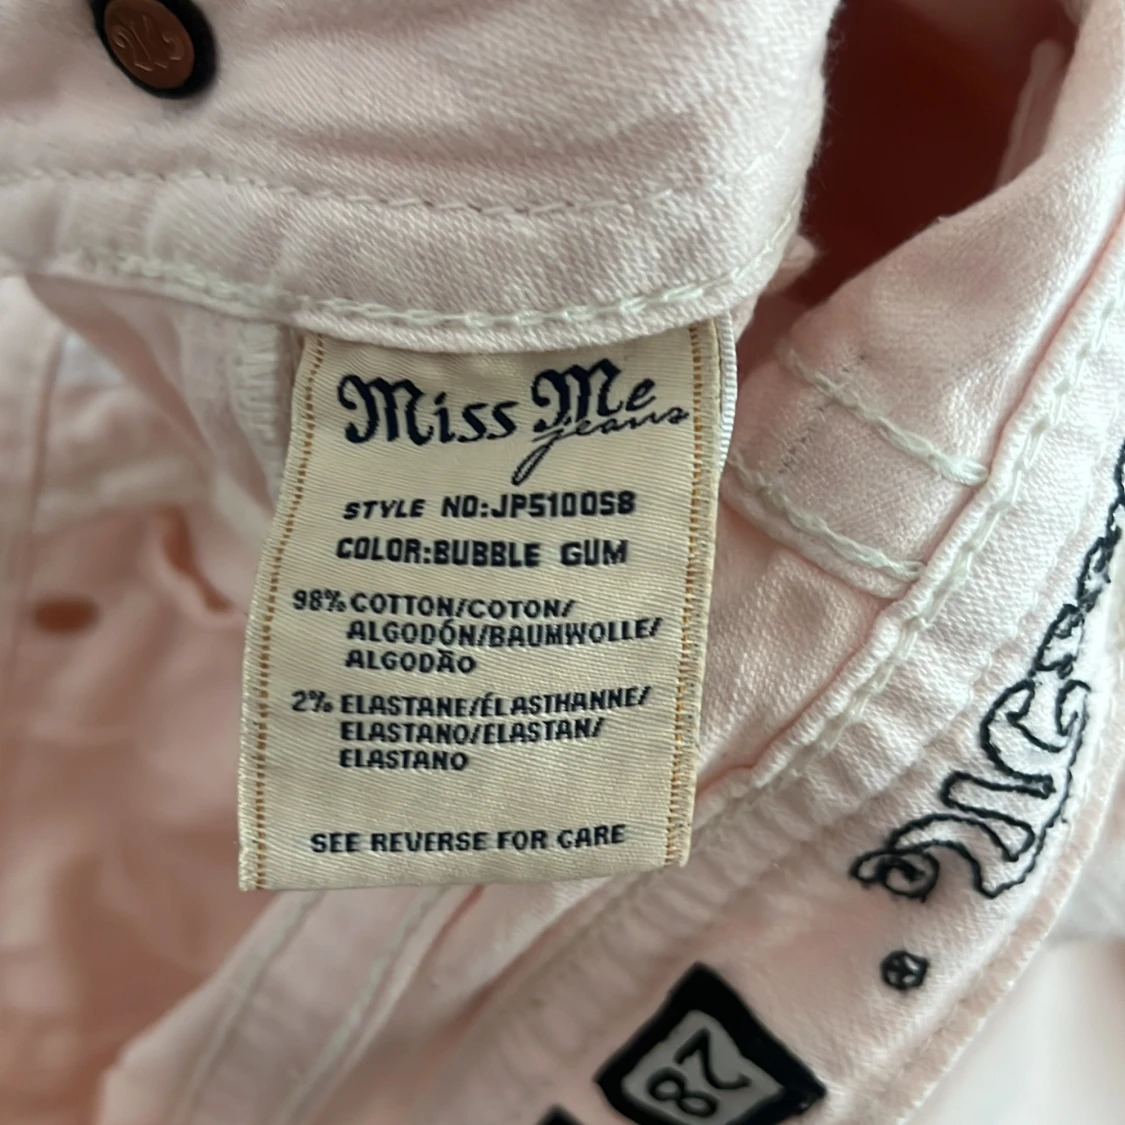 Miss Me
jeans
STYLE NO:JP5100S8
COLOR:BUBBLE GUM
98% COTTON/COTON/
ALGODÓN/BAUMWOLLE/
ALGODÃO
2% ELASTANE/ÉLASTHANNE/
ELASTANO/ELASTAN/
ELASTANO
SEE REVERSE FOR CARE
28